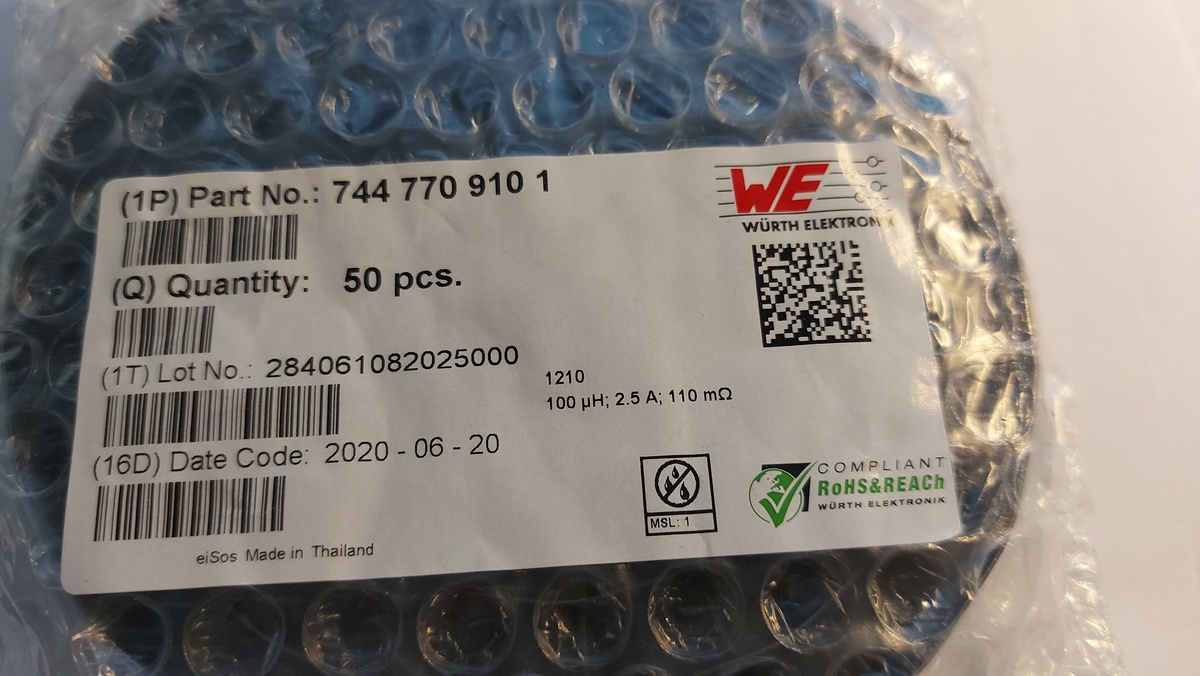 (1P) Part No.: 744 770 910 1
WE
WÜRTH ELEKTRONIK
(Q) Quantity: 50 pcs.
(1T) Lot No.: 284061082025000
1210
100 µH; 2.5 A; 110 mΩ
(16D) Date Code: 2020 - 06 - 20
MSL: 1
COMPLIANT
RoHS&REACh
WÜRTH ELEKTRONIK
eiSos Made in Thailand